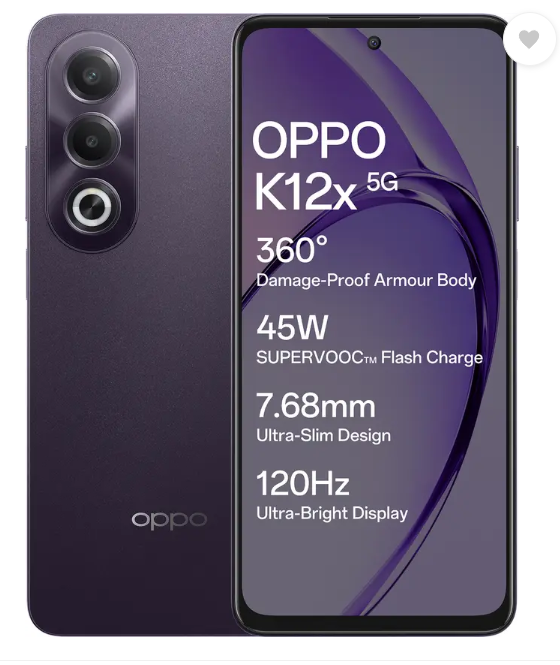 OPPO
K12x 5G
360°
Damage-Proof Armour Body
45W
SUPERVOOC™ Flash Charge
7.68mm
Ultra-Slim Design
120Hz
Ultra-Bright Display
oppo